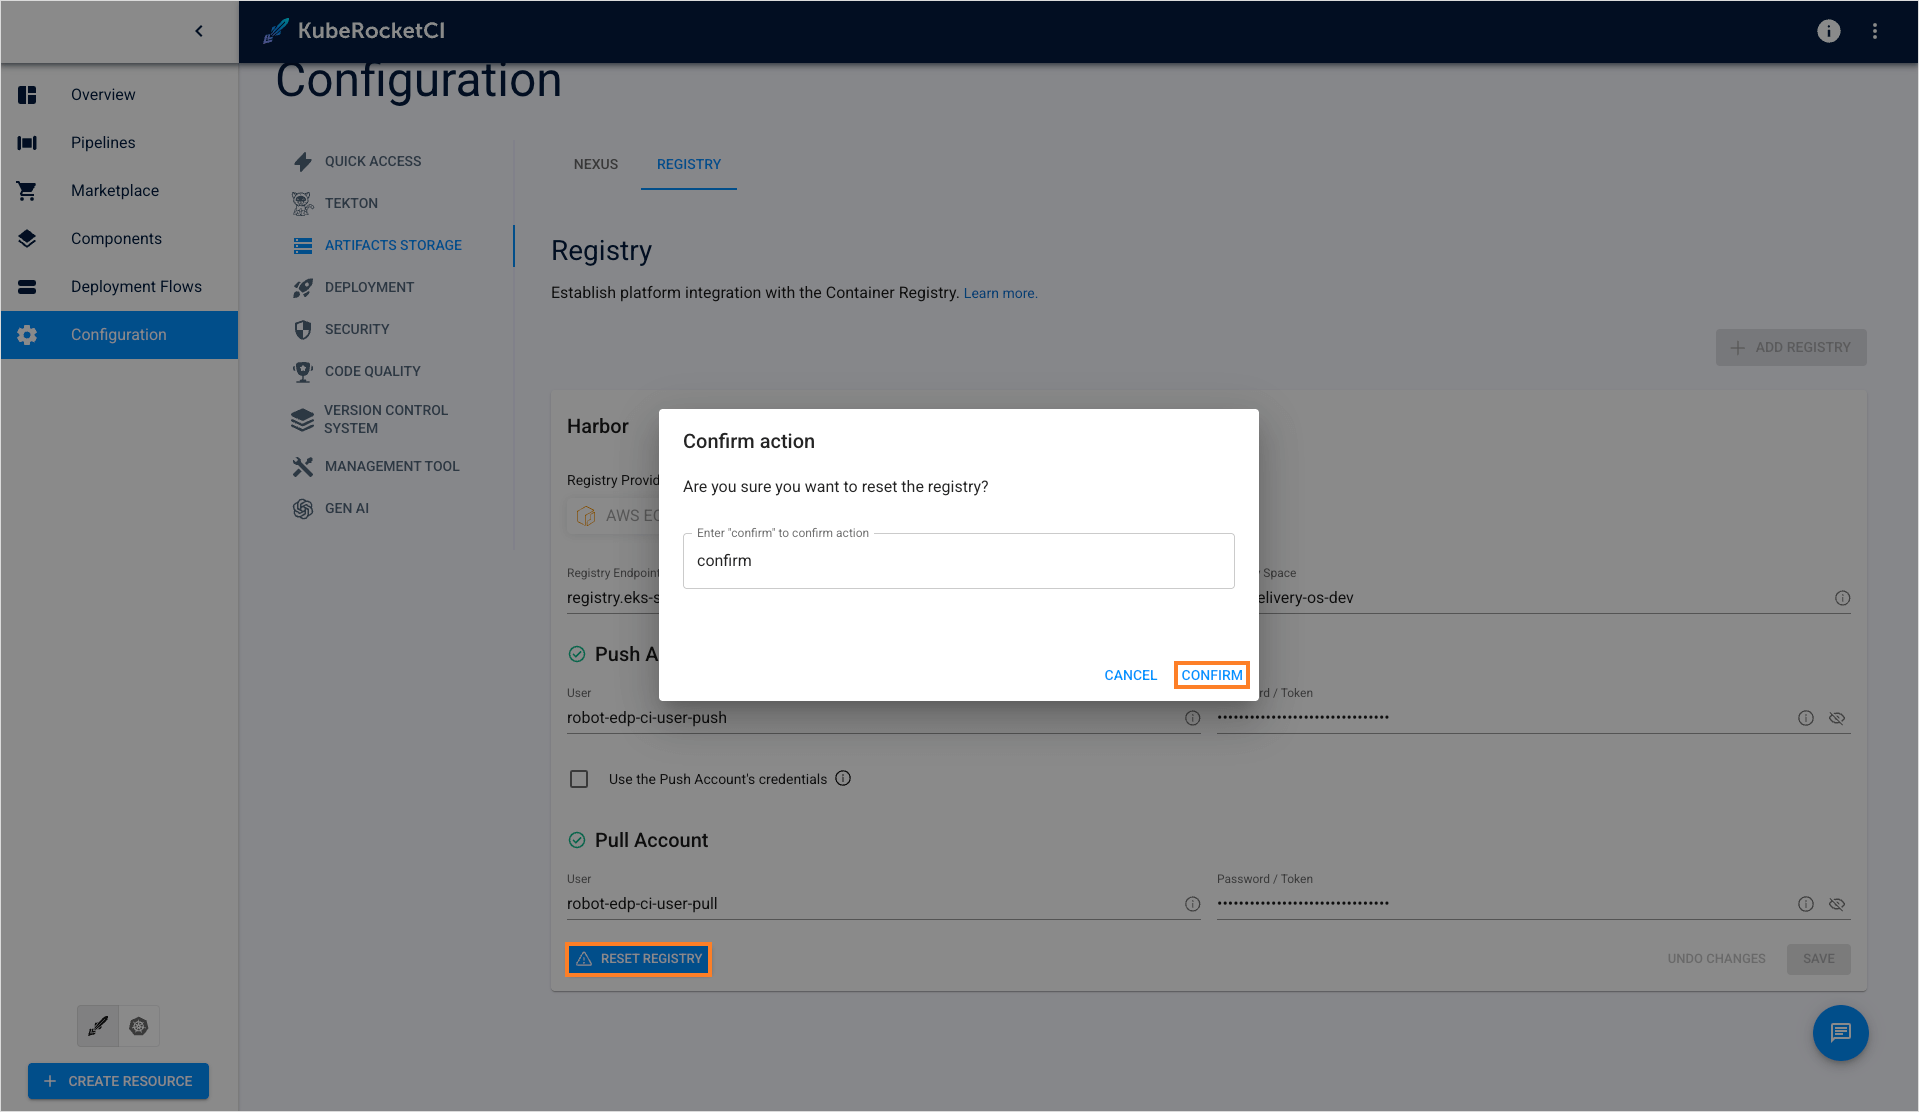 KubeRocketCI
Overview
Pipelines
Marketplace
Components
Deployment Flows
Configuration
CREATE RESOURCE
Configuration
QUICK ACCESS
TEKTON
ARTIFACTS STORAGE
DEPLOYMENT
SECURITY
CODE QUALITY
VERSION CONTROL
SYSTEM
MANAGEMENT TOOL
GEN AI
NEXUS
REGISTRY
Registry
Establish platform integration with the Container Registry. Learn more.
ADD REGISTRY
Harbor
Registry Provid
AWS EC
Registry Endpoint
registry.eks-s
Space
elivery-os-dev
Confirm action
Are you sure you want to reset the registry?
Enter "confirm" to confirm action
confirm
CANCEL
CONFIRM
Push A
User
robot-edp-ci-user-push
rd / Token
Use the Push Account's credentials
Pull Account
User
robot-edp-ci-user-pull
Password / Token
RESET REGISTRY
UNDO CHANGES
SAVE